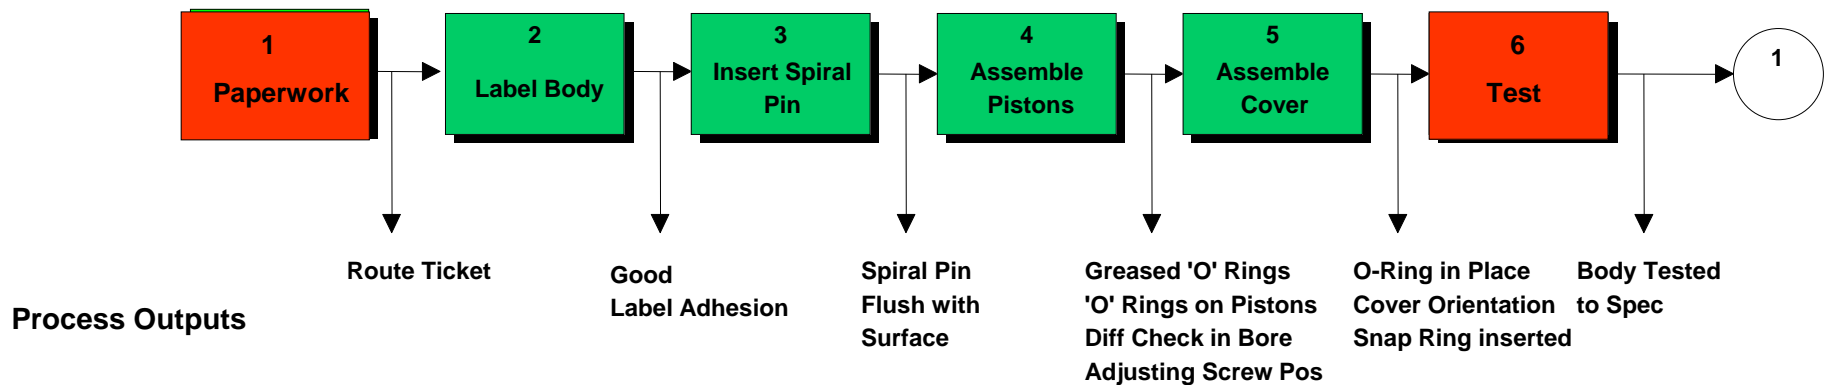 1
Paperwork
2
Label Body
3
Insert Spiral
Pin
4
Assemble
Pistons
5
Assemble
Cover
6
Test
1
Process Outputs
Route Ticket
Good
Label Adhesion
Spiral Pin
Flush with
Surface
Greased 'O' Rings
'O' Rings on Pistons
Diff Check in Bore
Adjusting Screw Pos
O-Ring in Place
Cover Orientation
Snap Ring inserted
Body Tested
to Spec